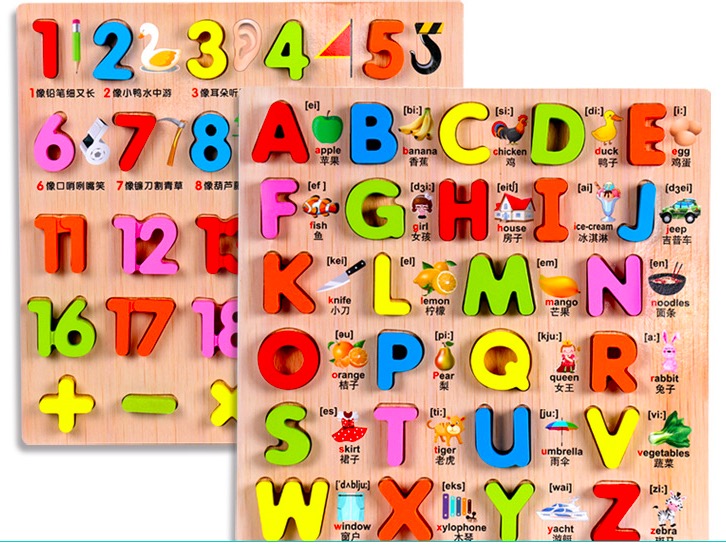 1 2 3 4 5
1像铅笔细又长 2像小鸭水中游 3像耳朵听
6 7 8
6像口哨嘴笑 7像镰刀割青草 8像葫芦
11 12 13
16 17 18
+ − ×
A B C D E
[ei] [bi:] [si:] [di:] [i:]
apple banana chicken duck egg
苹果 香蕉 鸡 鸭子 鸡蛋
F G H I J
[ef] [dʒi:] [eitʃ] [ai] [dʒei]
fish girl house ice-cream jeep
鱼 女孩 房子 冰淇淋 吉普车
K L M N
[kei] [el] [em] [en]
knife lemon mango noodles
小刀 柠檬 芒果 面条
O P Q R
[əu] [pi:] [kju:] [a:]
orange Pear queen rabbit
桔子 梨 女王 兔子
S T U V
[es] [ti:] [ju:] [vi:]
skirt tiger umbrella vegetables
裙子 老虎 雨伞 蔬菜
W X Y Z
['dʌblju:] [eks] [wai] [zi:]
window xylophone yacht zebra
窗户 木琴 游艇 斑马